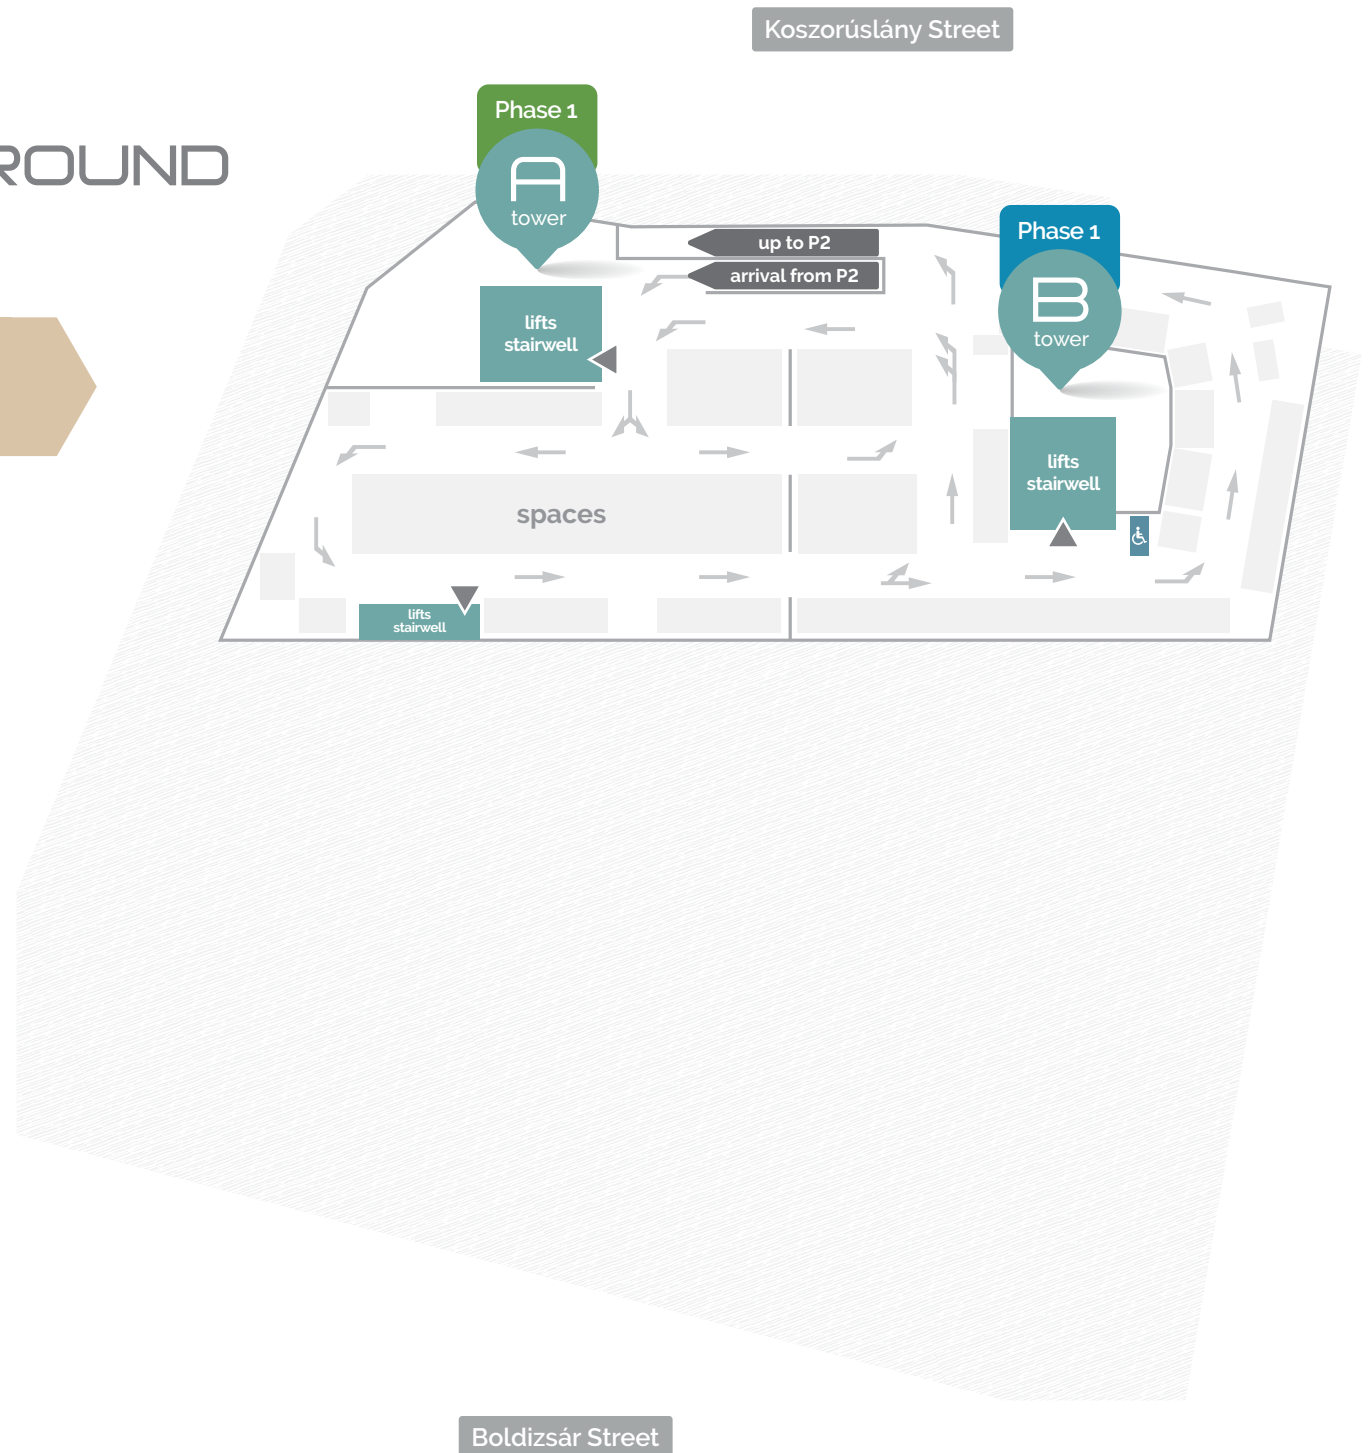 Koszorúslány Street
Phase 1
A
tower
ROUND
Phase 1
B
tower
up to P2
arrival from P2
lifts
stairwell
lifts
stairwell
spaces
lifts
stairwell
Boldizsár Street